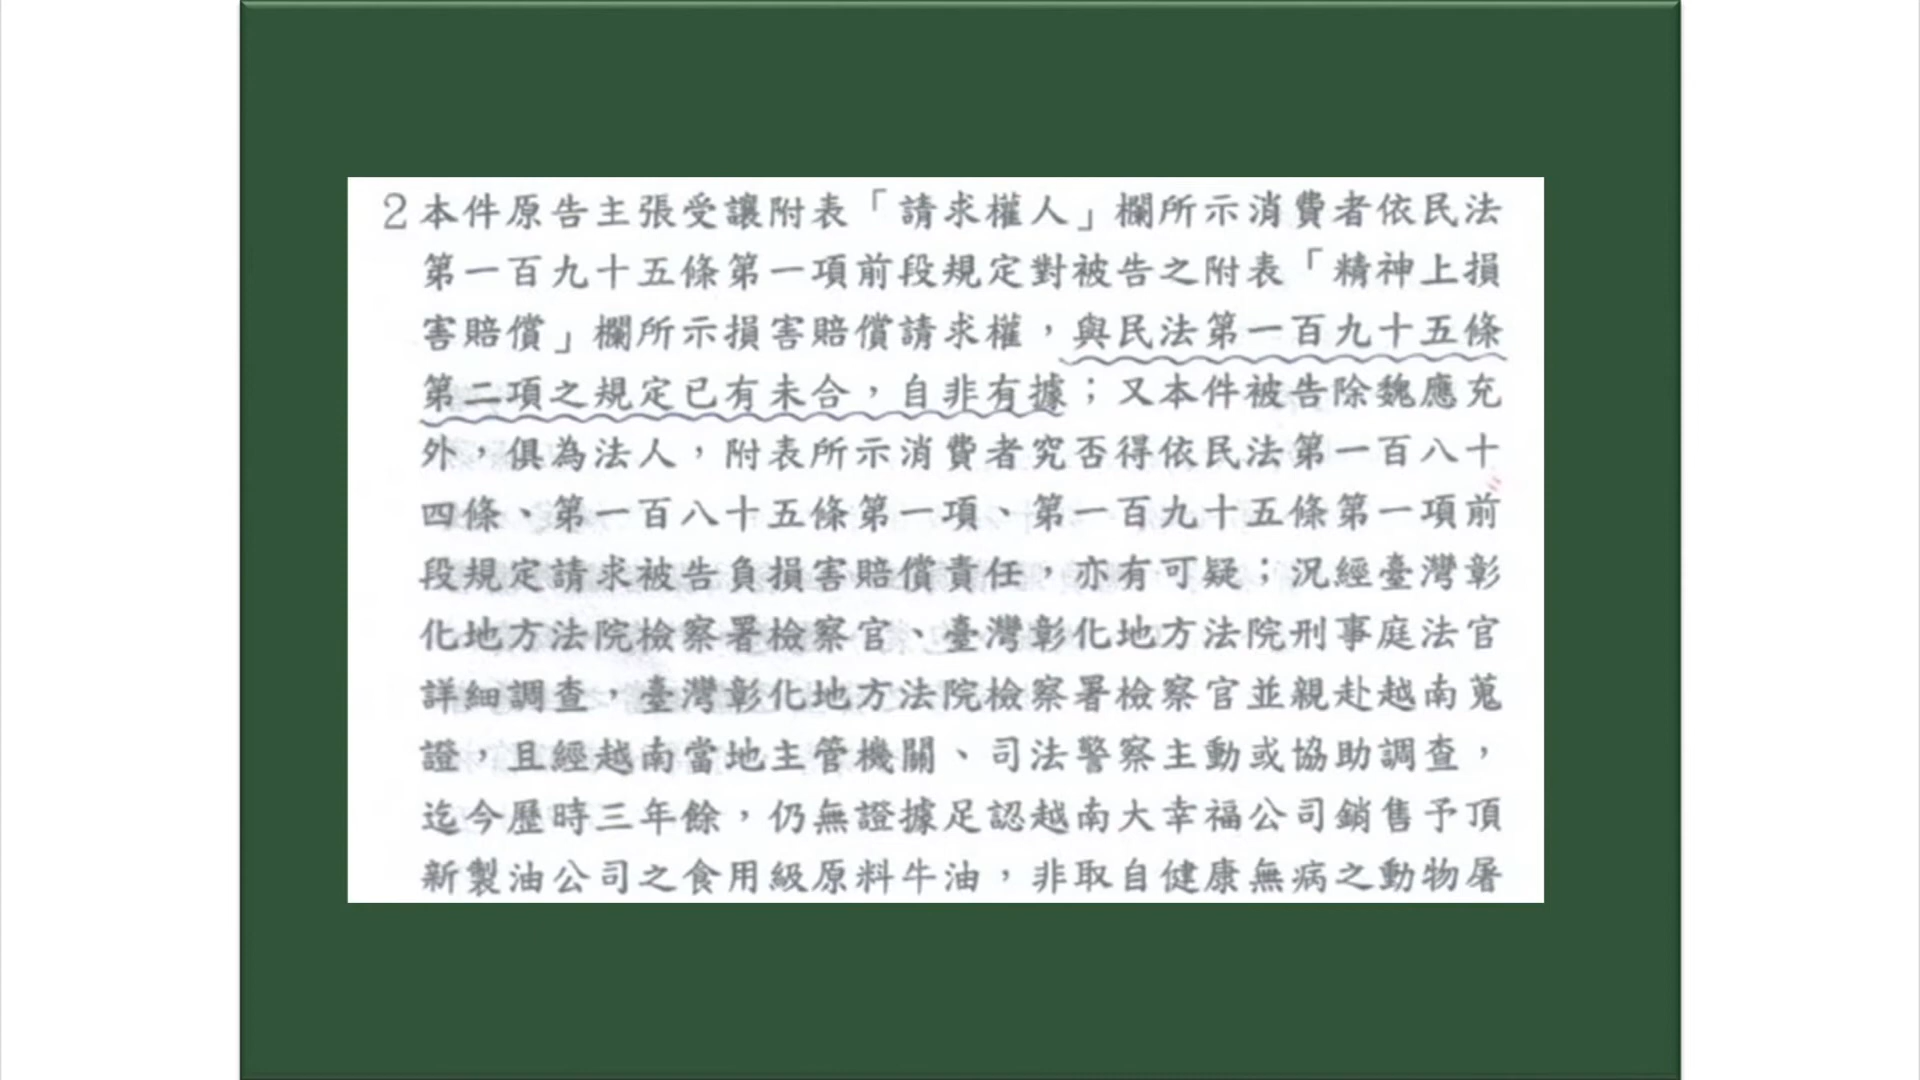 2本件原告主張受讓附表「請求權人」欄所示消費者依民法
第一百九十五條第一項前段規定對被告之附表「精神上損
害賠償」欄所示損害賠償請求權，與民法第一百九十五條
第二項之規定已有未合，自非有據；又本件被告除魏應充
外，俱為法人，附表所示消費者究否得依民法第一百八十
四條、第一百八十五條第一項、第一百九十五條第一項前
段規定請求被告負損害賠償責任，亦有可疑；況經臺灣彰
化地方法院檢察署檢察官、臺灣彰化地方法院刑事庭法官
詳細調查，臺灣彰化地方法院檢察署檢察官並親赴越南蒐
證，且經越南當地主管機關、司法警察主動或協助調查，
迄今歷時三年餘，仍無證據足認越南大幸福公司銷售予頂
新製油公司之食用級原料牛油，非取自健康無病之動物屠